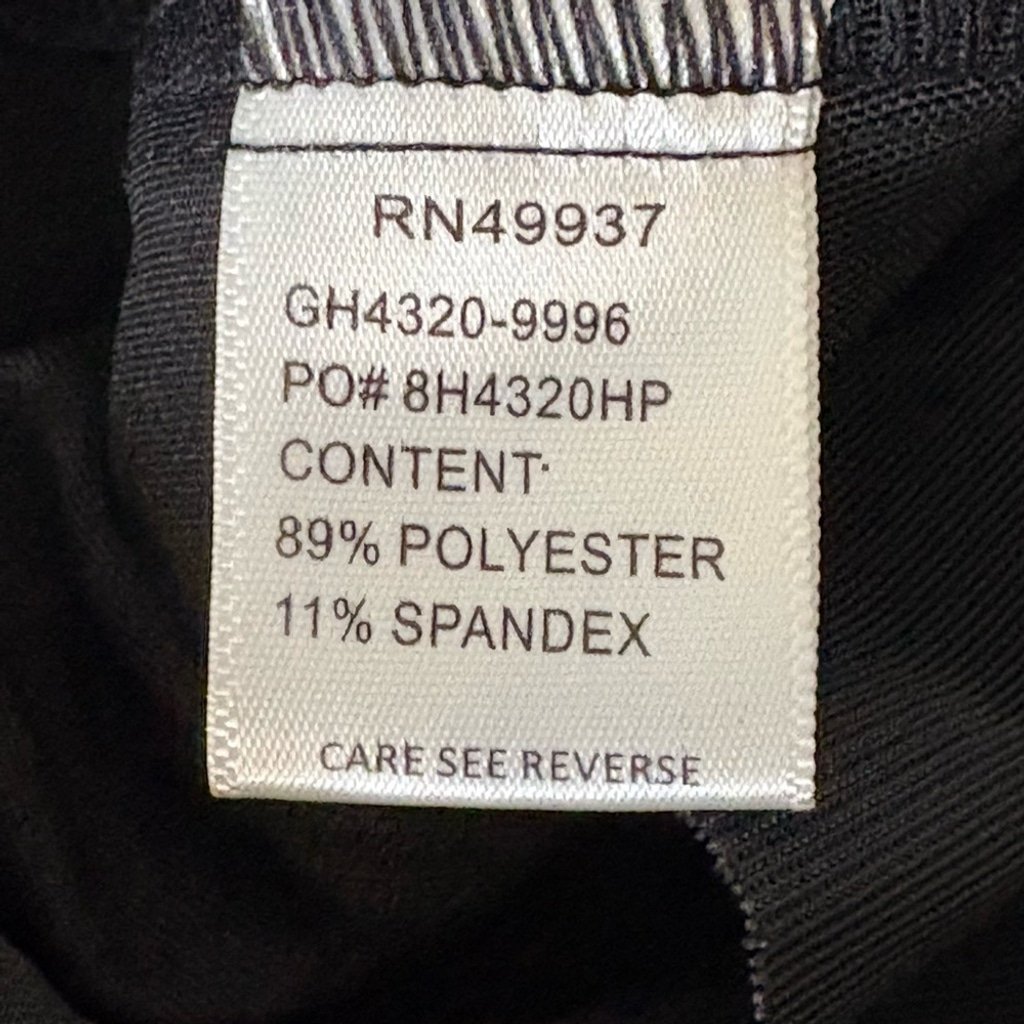 RN49937
GH4320-9996
PO# 8H4320HP
CONTENT:
89% POLYESTER
11% SPANDEX
CARE SEE REVERSE